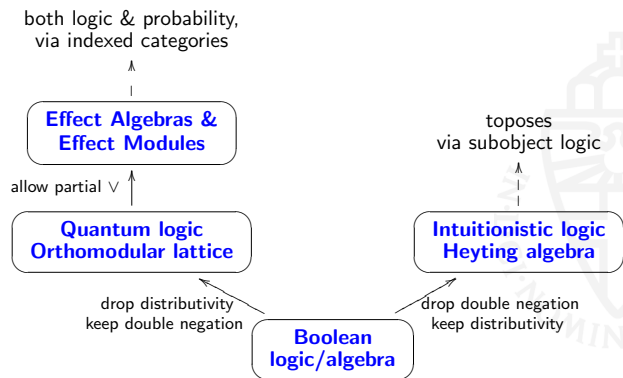 both logic & probability,
via indexed categories
Effect Algebras &
Effect Modules
toposes
via subobject logic
allow partial ∨
Quantum logic
Orthomodular lattice
Intuitionistic logic
Heyting algebra
drop distributivity
keep double negation
drop double negation
keep distributivity
Boolean
logic/algebra